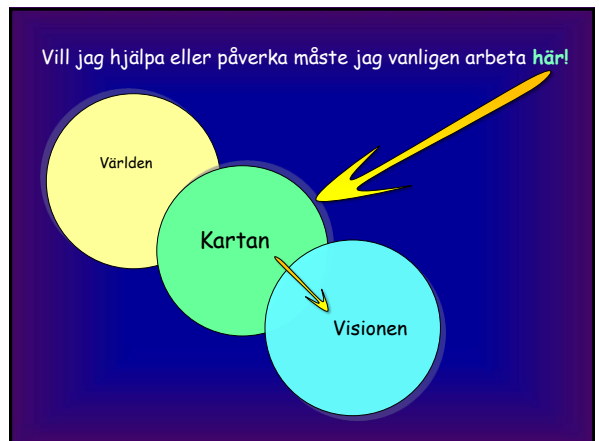 Vill jag hjälpa eller påverka måste jag vanligen arbeta här!
Världen
Kartan
Visionen